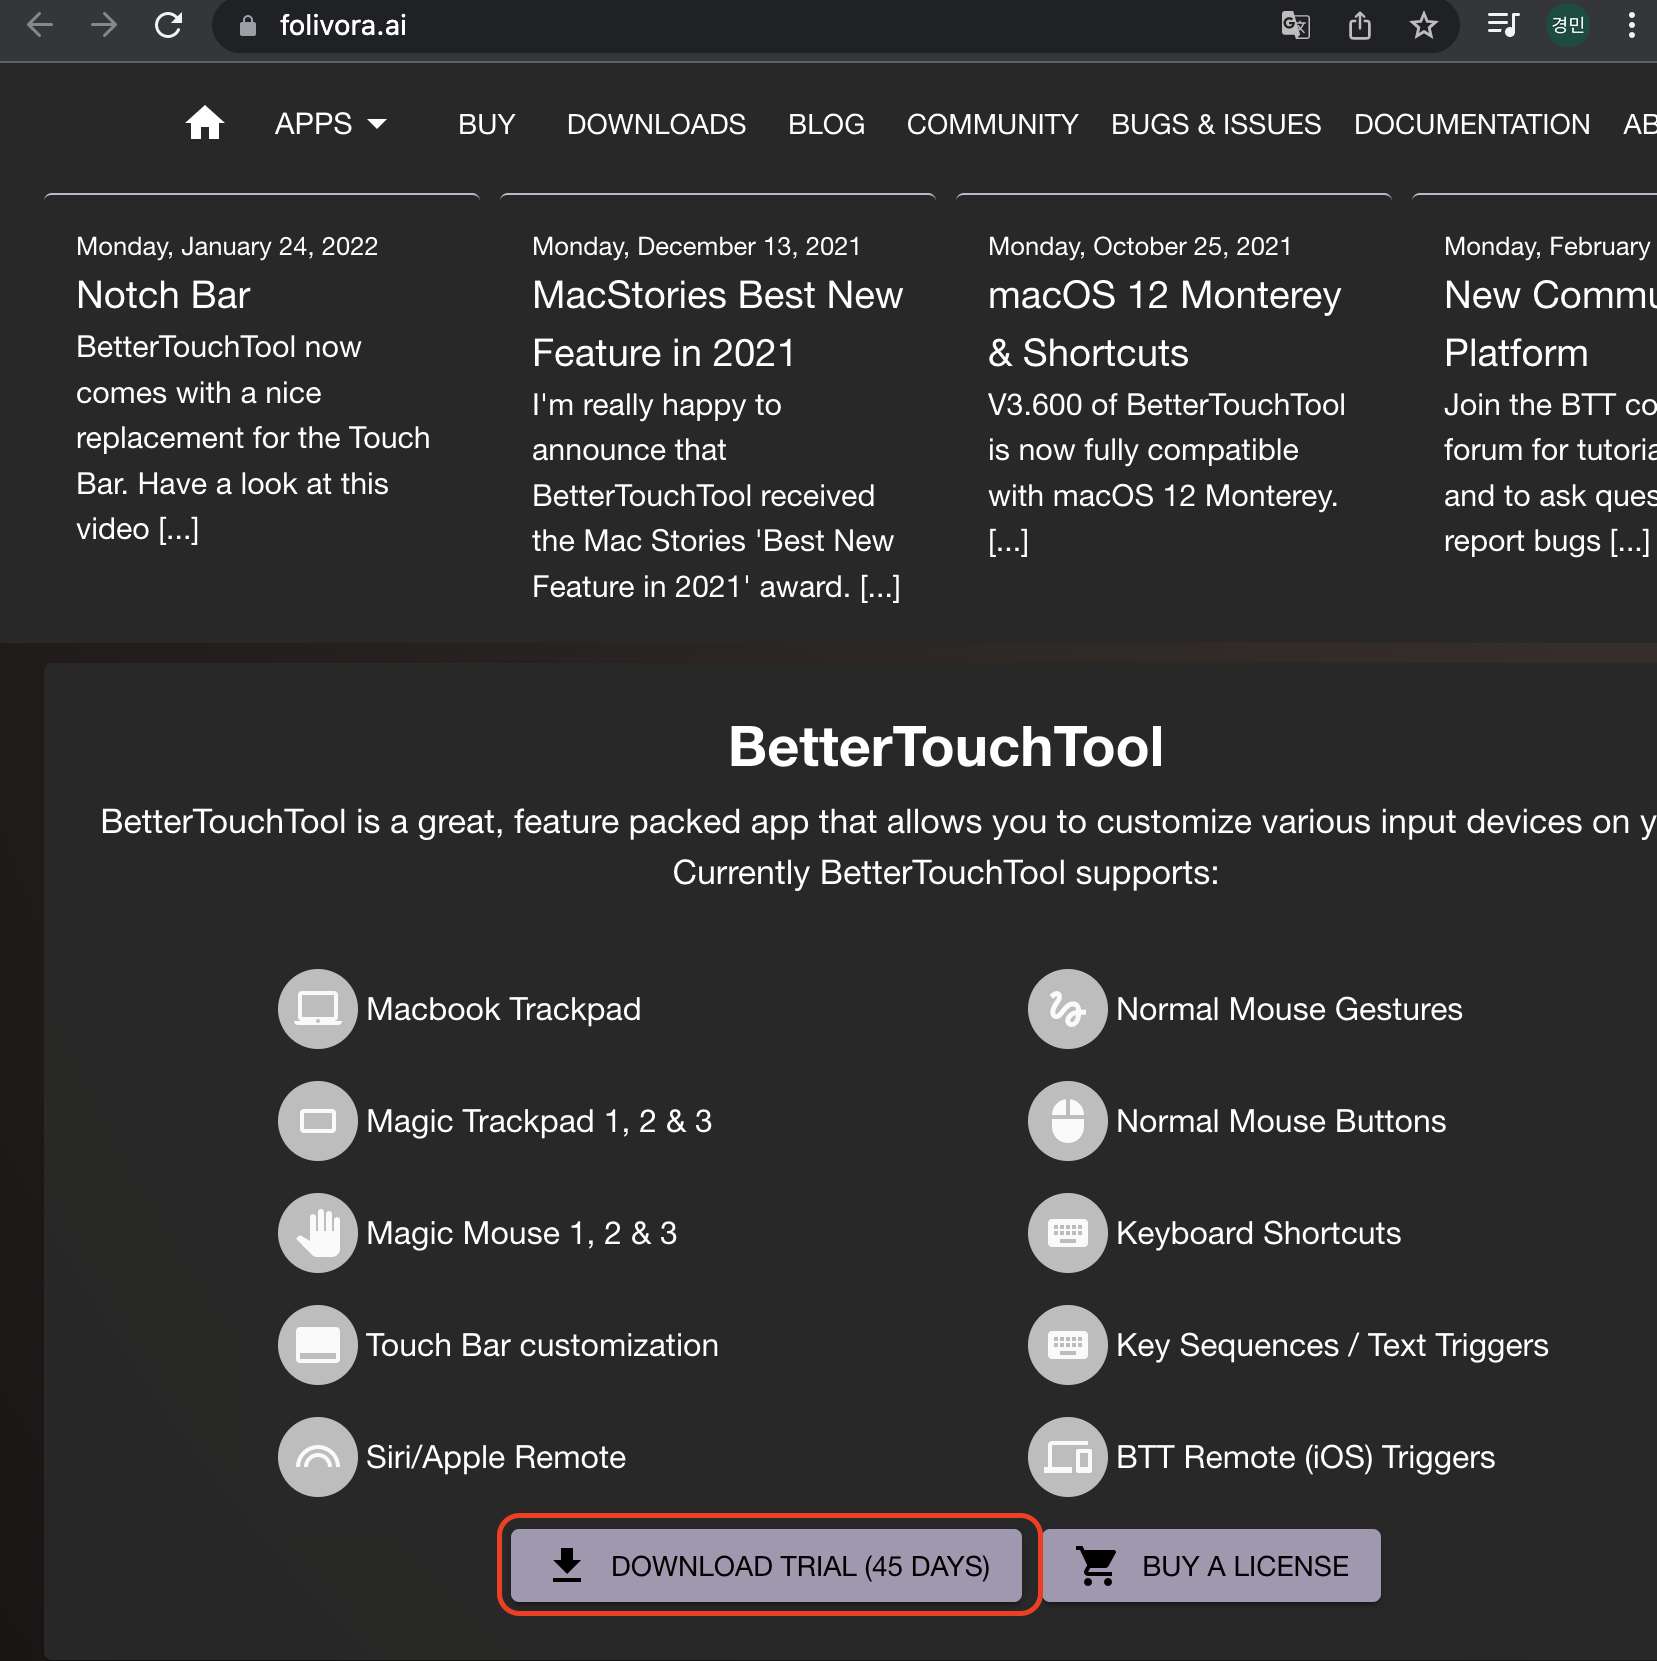 folivora.ai
경민
APPS BUY DOWNLOADS BLOG COMMUNITY BUGS & ISSUES DOCUMENTATION AB
Monday, January 24, 2022
Notch Bar
BetterTouchTool now
comes with a nice
replacement for the Touch
Bar. Have a look at this
video [...]
Monday, December 13, 2021
MacStories Best New
Feature in 2021
I'm really happy to
announce that
BetterTouchTool received
the Mac Stories 'Best New
Feature in 2021' award. [...]
Monday, October 25, 2021
macOS 12 Monterey
& Shortcuts
V3.600 of BetterTouchTool
is now fully compatible
with macOS 12 Monterey.
[...]
Monday, February
New Commu
Platform
Join the BTT co
forum for tutoria
and to ask ques
report bugs [...]
BetterTouchTool
BetterTouchTool is a great, feature packed app that allows you to customize various input devices on y
Currently BetterTouchTool supports:
Macbook Trackpad
Normal Mouse Gestures
Magic Trackpad 1, 2 & 3
Normal Mouse Buttons
Magic Mouse 1, 2 & 3
Keyboard Shortcuts
Touch Bar customization
Key Sequences / Text Triggers
Siri/Apple Remote
BTT Remote (iOS) Triggers
DOWNLOAD TRIAL (45 DAYS)
BUY A LICENSE